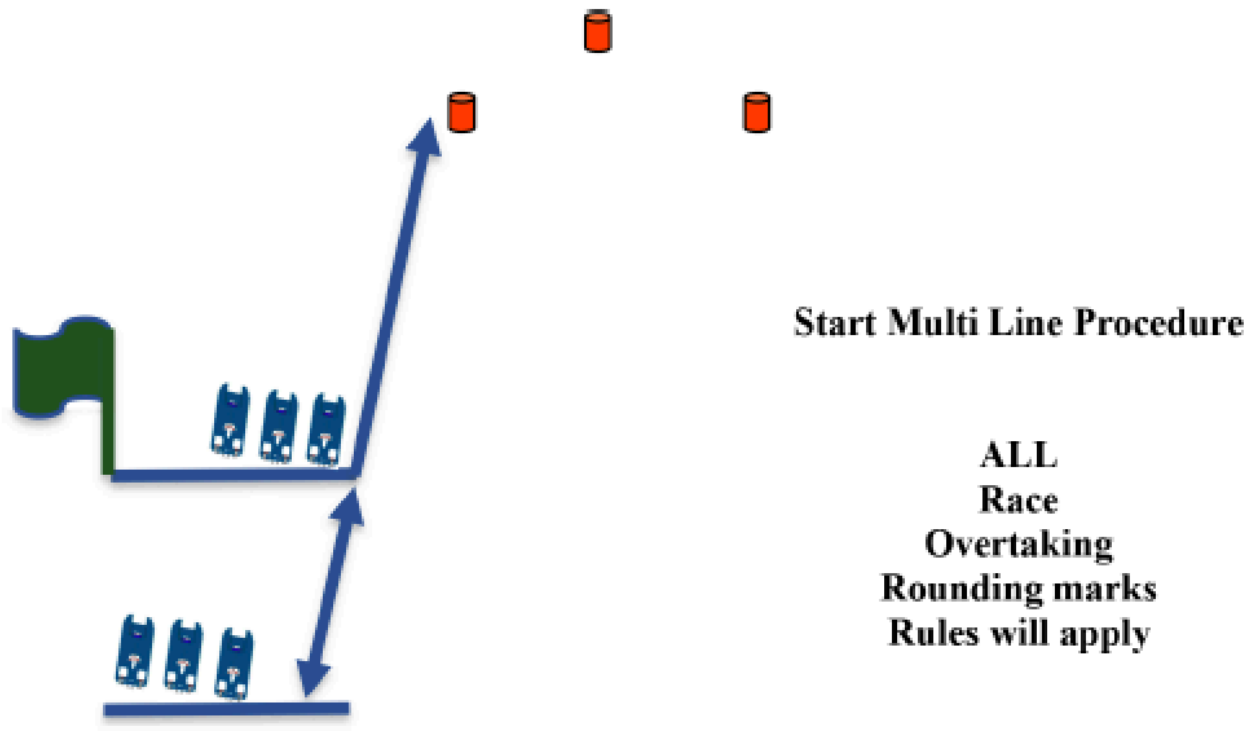 Start Multi Line Procedure
ALL
Race
Overtaking
Rounding marks
Rules will apply